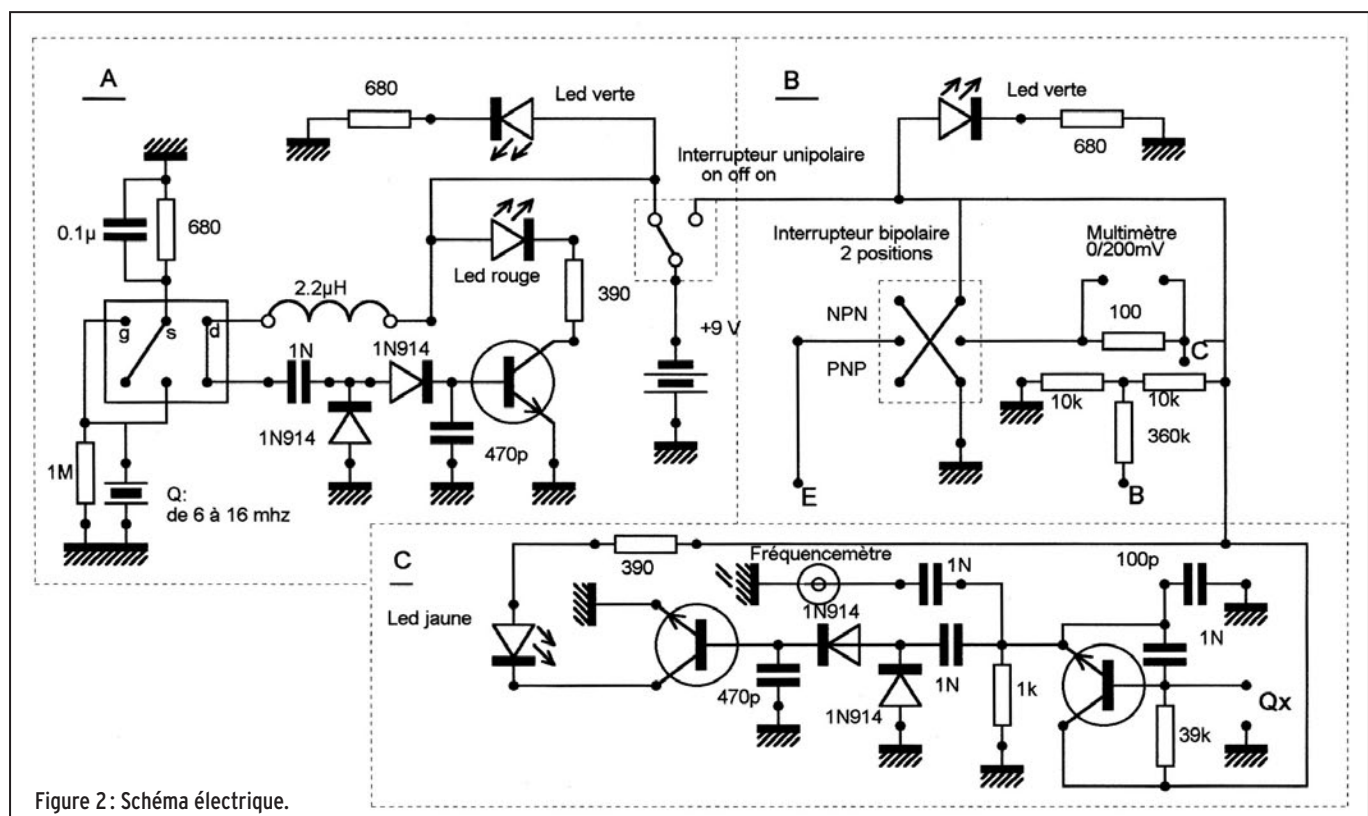 A
680
Led verte
0.1µ
680
2.2µH
Led rouge
390
g
s
d
1N
1N914
1N914
470p
1M
Q:
de 6 à 16 mhz
Interrupteur unipolaire
on off on
+9 V
B
Led verte
680
Interrupteur bipolaire
2 positions
NPN
PNP
Multimètre
0/200mV
100
C
10k
10k
360k
E
B
C
390
Led jaune
Fréquencemètre
1N
1N914
470p
1N914
1N
1k
100p
1N
Qx
39k
Figure 2: Schéma électrique.